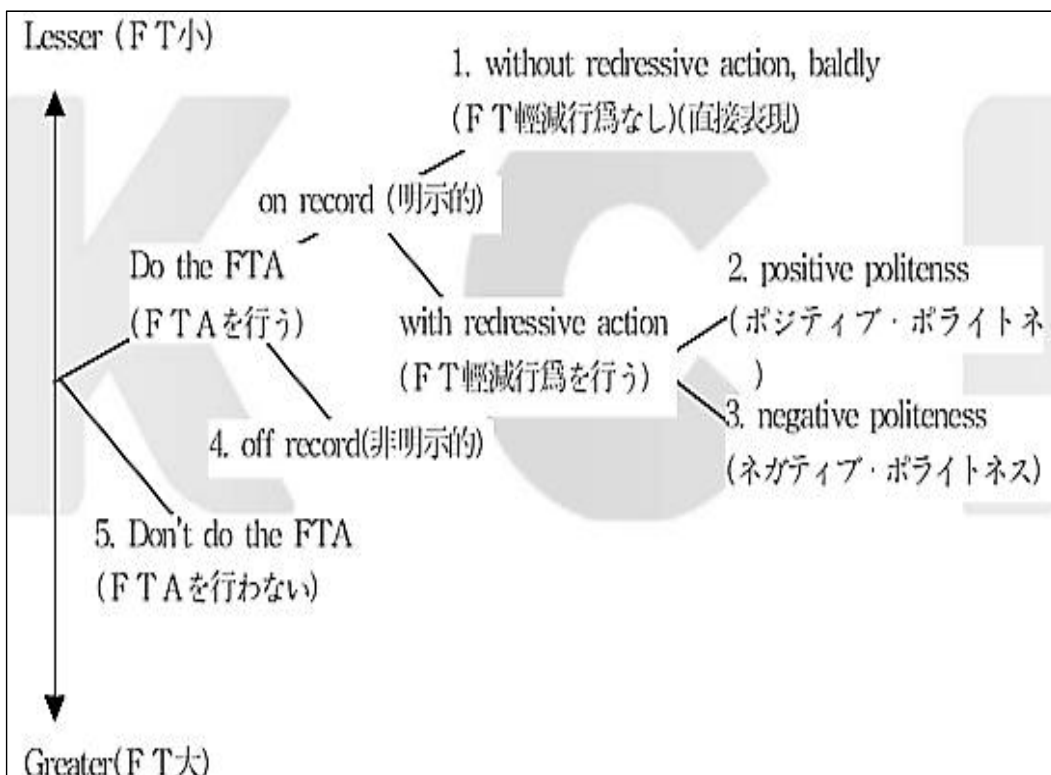 Lesser (ＦＴ小)
1. without redressive action, baldly
(ＦＴ輕減行爲なし)(直接表現)
on record (明示的)
Do the FTA
(ＦＴＡを行う)
2. positive politenss
(ポジティブ・ポライトネ
)
with redressive action
(ＦＴ輕減行爲を行う)
3. negative politeness
(ネガティブ・ポライトネス)
4. off record(非明示的)
5. Don't do the FTA
(ＦＴＡを行わない)
Greater(ＦＴ大)